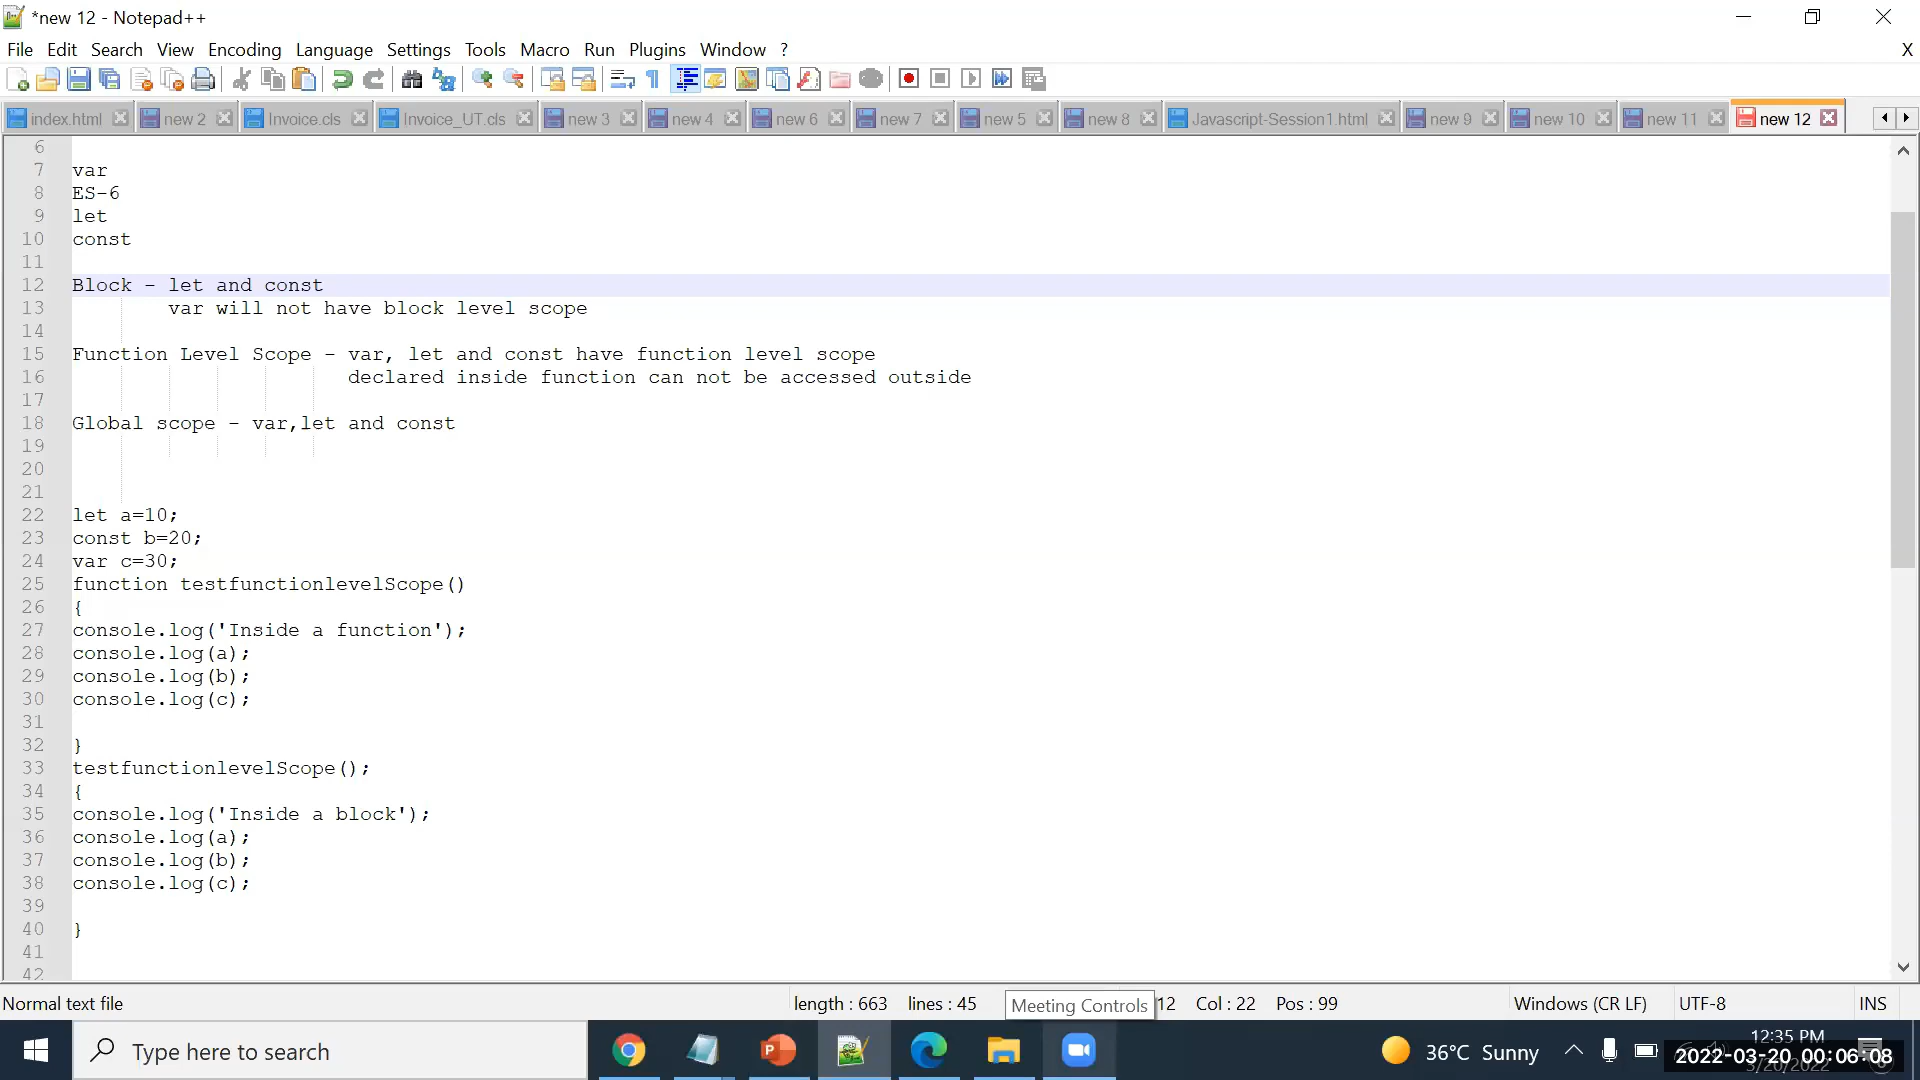 *new 12 - Notepad++
File Edit Search View Encoding Language Settings Tools Macro Run Plugins Window ? X
index.html new 2 Invoice.cls Invoice_UT.cls new 3 new 4 new 6 new 7 new 5 new 8 Javascript-Session1.html new 9 new 10 new 11 new 12
6
7 var
8 ES-6
9 let
10 const
11
12 Block - let and const
13 var will not have block level scope
14
15 Function Level Scope - var, let and const have function level scope
16 declared inside function can not be accessed outside
17
18 Global scope - var,let and const
19
20
21
22 let a=10;
23 const b=20;
24 var c=30;
25 function testfunctionlevelScope()
26 {
27 console.log('Inside a function');
28 console.log(a);
29 console.log(b);
30 console.log(c);
31
32 }
33 testfunctionlevelScope();
34 {
35 console.log('Inside a block');
36 console.log(a);
37 console.log(b);
38 console.log(c);
39
40 }
41
42
Normal text file length : 663 lines : 45 Meeting Controls 12 Col : 22 Pos : 99 Windows (CR LF) UTF-8 INS
Type here to search 36°C Sunny 12:35 PM
2022-03-20 00:06:08
3/20/2022